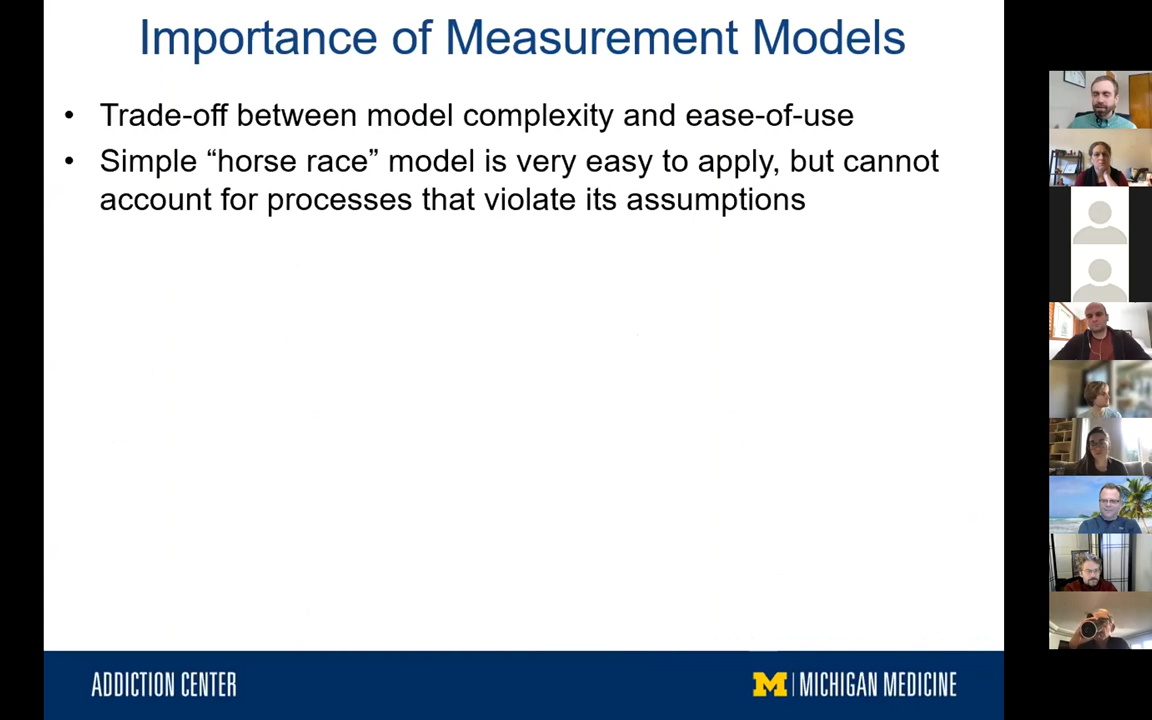 Importance of Measurement Models
• Trade-off between model complexity and ease-of-use
• Simple “horse race” model is very easy to apply, but cannot
account for processes that violate its assumptions
ADDICTION CENTER
M | MICHIGAN MEDICINE